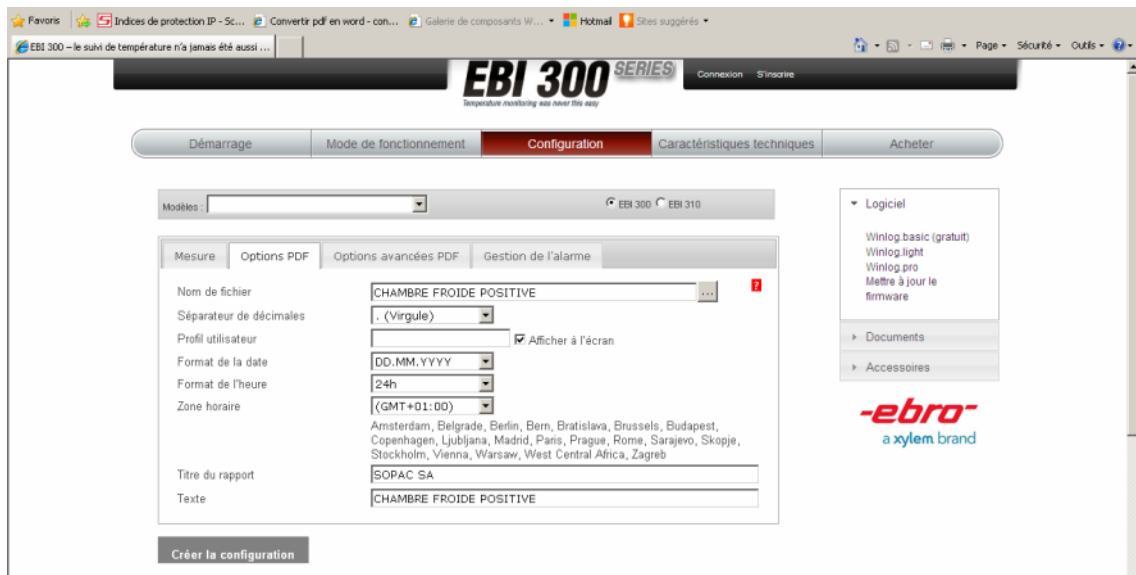 Favoris Indices de protection IP - Sc... Convertir pdf en word - con... Galerie de composants W... Hotmail Sites suggérés
EBI 300 – le suivi de température n'a jamais été aussi ... Page Sécurité Outils
EBI 300 SERIES Connexion S'inscrire
Temperature monitoring was never this easy
Démarrage Mode de fonctionnement Configuration Caractéristiques techniques Acheter
Modèles : EBI 300 EBI 310
Mesure Options PDF Options avancées PDF Gestion de l'alarme
Nom de fichier CHAMBRE FROIDE POSITIVE ... ?
Séparateur de décimales . (Virgule)
Profil utilisateur Afficher à l'écran
Format de la date DD.MM.YYYY
Format de l'heure 24h
Zone horaire (GMT+01:00)
Amsterdam, Belgrade, Berlin, Bern, Bratislava, Brussels, Budapest,
Copenhagen, Ljubljana, Madrid, Paris, Prague, Rome, Sarajevo, Skopje,
Stockholm, Vienna, Warsaw, West Central Africa, Zagreb
Titre du rapport SOPAC SA
Texte CHAMBRE FROIDE POSITIVE
Créer la configuration
Logiciel
Winlog.basic (gratuit)
Winlog.light
Winlog.pro
Mettre à jour le
firmware
Documents
Accessoires
-ebro-
a xylem brand